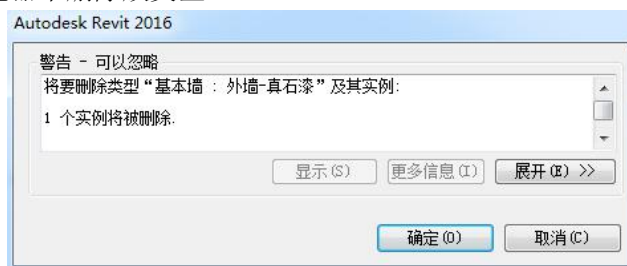 Autodesk Revit 2016
警告 - 可以忽略
将要删除类型“基本墙 : 外墙-真石漆”及其实例:
1 个实例将被删除.
显示(S) 更多信息(I) 展开(E) >>
确定(O) 取消(C)